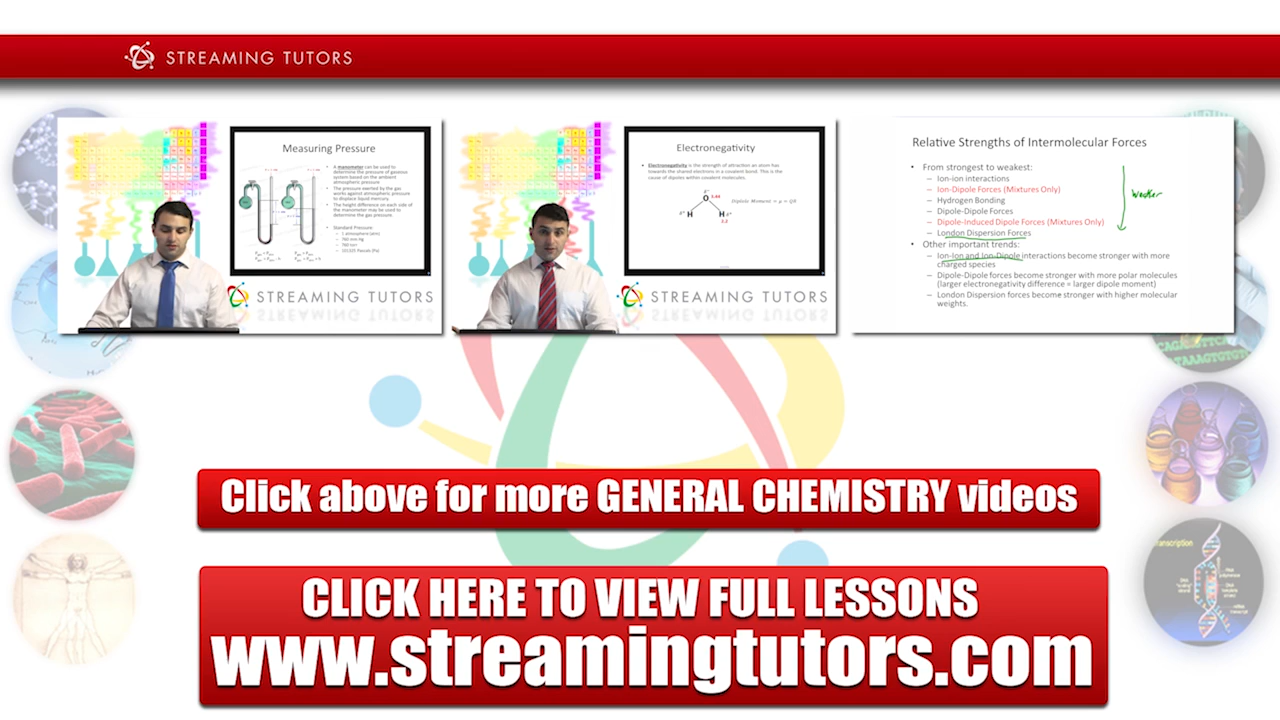 STREAMING TUTORS
Measuring Pressure
• A manometer can be used to
determine the pressure of gaseous
system based on the ambient
atmospheric pressure
• The pressure exerted by the gas
works against atmospheric pressure
to displace liquid mercury.
• The height difference on each side of
the manometer may be used to
determine the gas pressure.
Standard Pressure
– 1 atmosphere (atm)
– 760 mm Hg
– 760 torr
– 101325 Pascals (Pa)
STREAMING TUTORS
Electronegativity
• Electronegativity is the strength of attraction an atom has
towards the shared electrons in a covalent bond. This is the
cause of dipoles within covalent molecules.
O 3.44
Dipole Moment = μ = QR
H H
2.2
STREAMING TUTORS
Relative Strengths of Intermolecular Forces
• From strongest to weakest:
– Ion-ion interactions
– Ion-Dipole Forces (Mixtures Only)
– Hydrogen Bonding
– Dipole-Dipole Forces
– Dipole-Induced Dipole Forces (Mixtures Only)
– London Dispersion Forces
weaker
• Other important trends:
– Ion-Ion and Ion-Dipole interactions become stronger with more
charged species
– Dipole-Dipole forces become stronger with more polar molecules
(larger electronegativity difference = larger dipole moment)
– London Dispersion forces become stronger with higher molecular
weights.
Click above for more GENERAL CHEMISTRY videos
CLICK HERE TO VIEW FULL LESSONS
www.streamingtutors.com